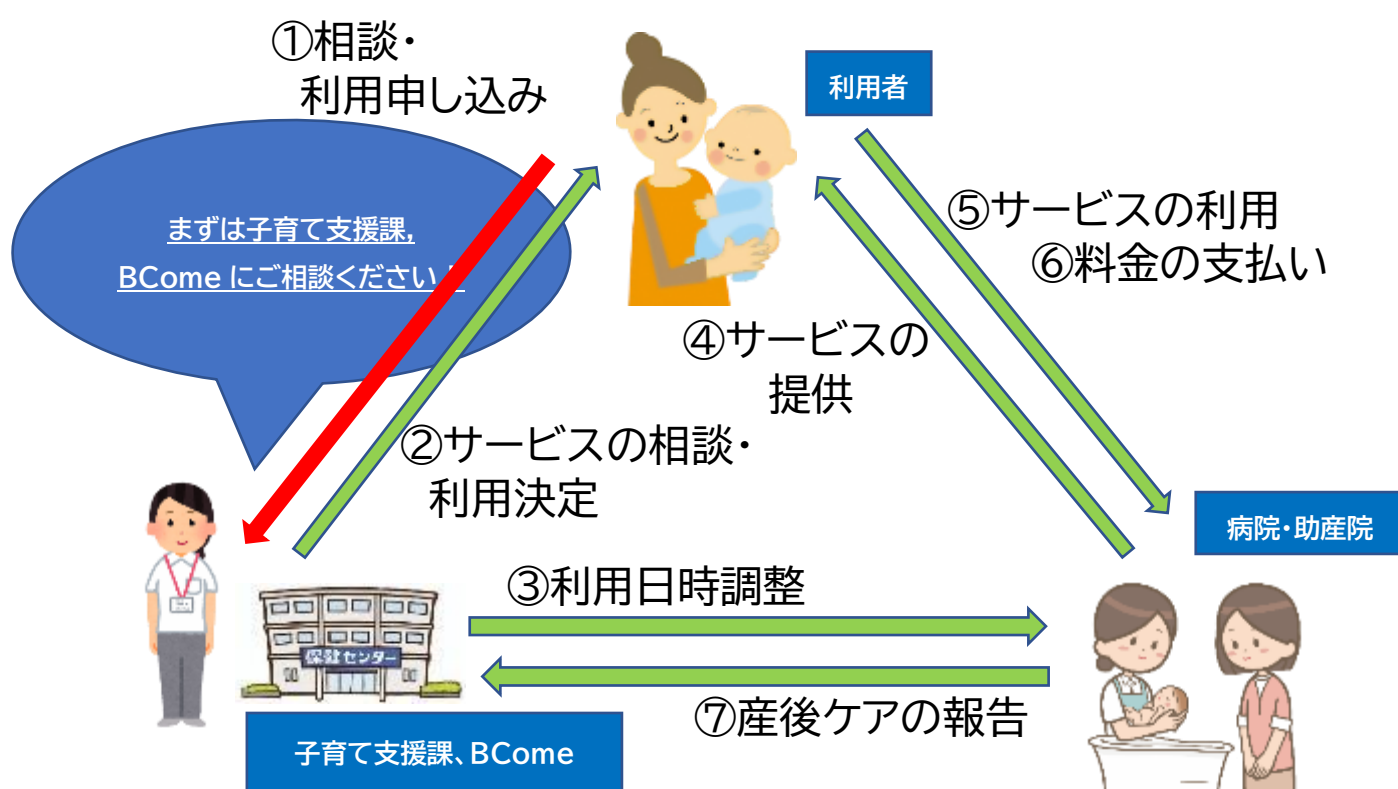 ①相談・
利用申し込み
利用者
まずは子育て支援課,
BCome にご相談ください!
⑤サービスの利用
⑥料金の支払い
④サービスの
提供
②サービスの相談・
利用決定
病院・助産院
③利用日時調整
保健センター
⑦産後ケアの報告
子育て支援課、BCome